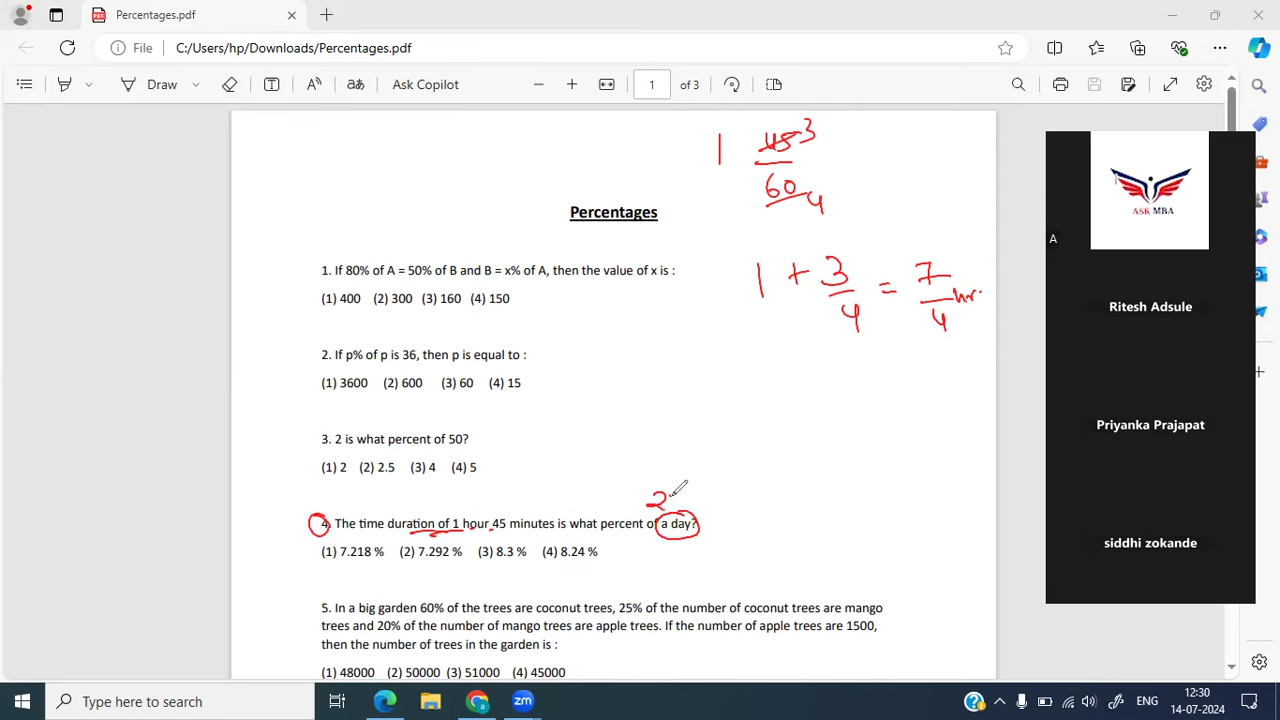 Percentages.pdf
File C:/Users/hp/Downloads/Percentages.pdf
Draw aあ Ask Copilot 1 of 3
1 45 3
60 4
Percentages
1. If 80% of A = 50% of B and B = x% of A, then the value of x is :
(1) 400 (2) 300 (3) 160 (4) 150
1 + 3/4 = 7/4 hr.
2. If p% of p is 36, then p is equal to :
(1) 3600 (2) 600 (3) 60 (4) 15
3. 2 is what percent of 50?
(1) 2 (2) 2.5 (3) 4 (4) 5
2
4. The time duration of 1 hour 45 minutes is what percent of a day?
(1) 7.218 % (2) 7.292 % (3) 8.3 % (4) 8.24 %
5. In a big garden 60% of the trees are coconut trees, 25% of the number of coconut trees are mango
trees and 20% of the number of mango trees are apple trees. If the number of apple trees are 1500,
then the number of trees in the garden is :
(1) 48000 (2) 50000 (3) 51000 (4) 45000
ASK MBA
A
Ritesh Adsule
Priyanka Prajapat
siddhi zokande
Type here to search
zm
ENG
12:30
14-07-2024